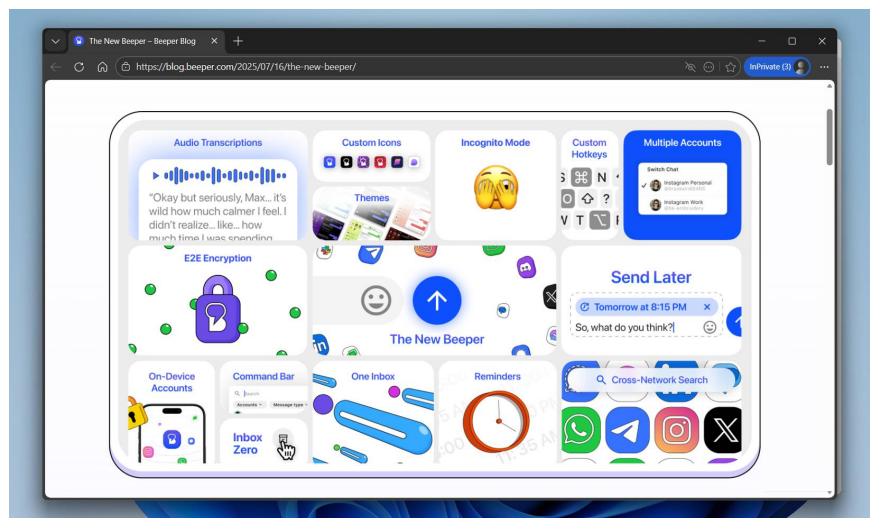 The New Beeper – Beeper Blog
https://blog.beeper.com/2025/07/16/the-new-beeper/
InPrivate (3)
Audio Transcriptions
"Okay but seriously, Max... it's
wild how much calmer I feel. I
didn't realize... like... how
much time I was spending
Custom Icons
Themes
Incognito Mode
Custom
Hotkeys
S ⌘ N
O ⇧ ?
V T ⌥
Multiple Accounts
Switch Chat
Instagram Personal
Instagram Work
E2E Encryption
The New Beeper
Send Later
Tomorrow at 8:15 PM
So, what do you think?
On-Device
Accounts
Command Bar
Search
Accounts
Message type
Inbox
Zero
One Inbox
Reminders
11:35 AM
Cross-Network Search